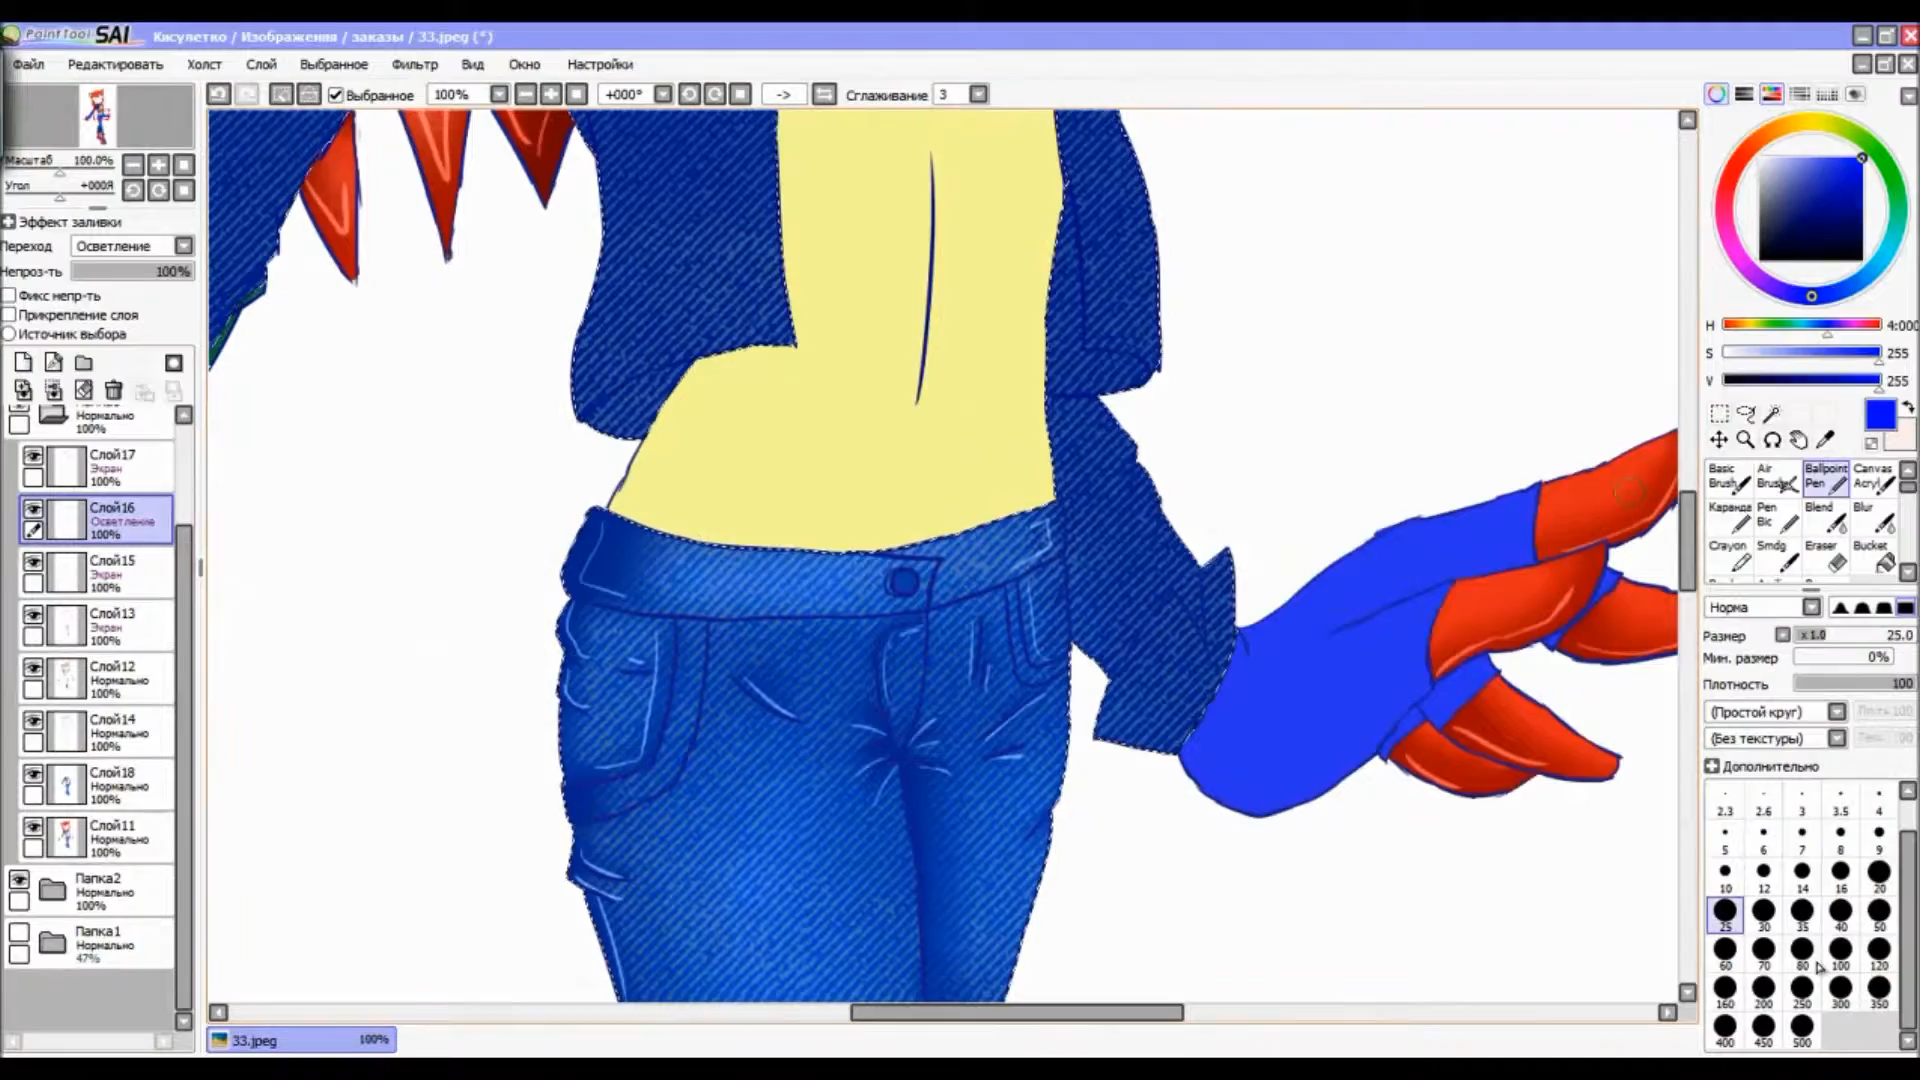 PaintTool SAI Кисулетко / Изображения / заказы / 33.jpeg (*)
Файл Редактировать Холст Слой Выбранное Фильтр Вид Окно Настройки
Выбранное 100% +000° -> Сглаживание 3
Масштаб 100.0%
Угол +000Я
Эффект заливки
Переход Осветление
Непроз-ть 100%
Фикс непр-ть
Прикрепление слоя
Источник выбора
Нормально
100%
Слой17
Экран
100%
Слой16
Осветление
100%
Слой15
Экран
100%
Слой13
Экран
100%
Слой12
Нормально
100%
Слой14
Нормально
100%
Слой18
Нормально
100%
Слой11
Нормально
100%
Папка2
Нормально
100%
Папка1
Нормально
47%
33.jpeg 100%
H 4:000
S 255
V 255
Basic Brush Air Brush Ballpoint Pen Canvas Acryl
Каранда Pen Bic Blend Blur
Crayon Smdg Eraser Bucket
Норма
Размер x 1.0 25.0
Мин. размер 0%
Плотность 100
(Простой круг)
(Без текстуры)
Дополнительно
2.3 2.6 3 3.5 4
5 6 7 8 9
10 12 14 16 20
25 30 35 40 50
60 70 80 100 120
160 200 250 300 350
400 450 500